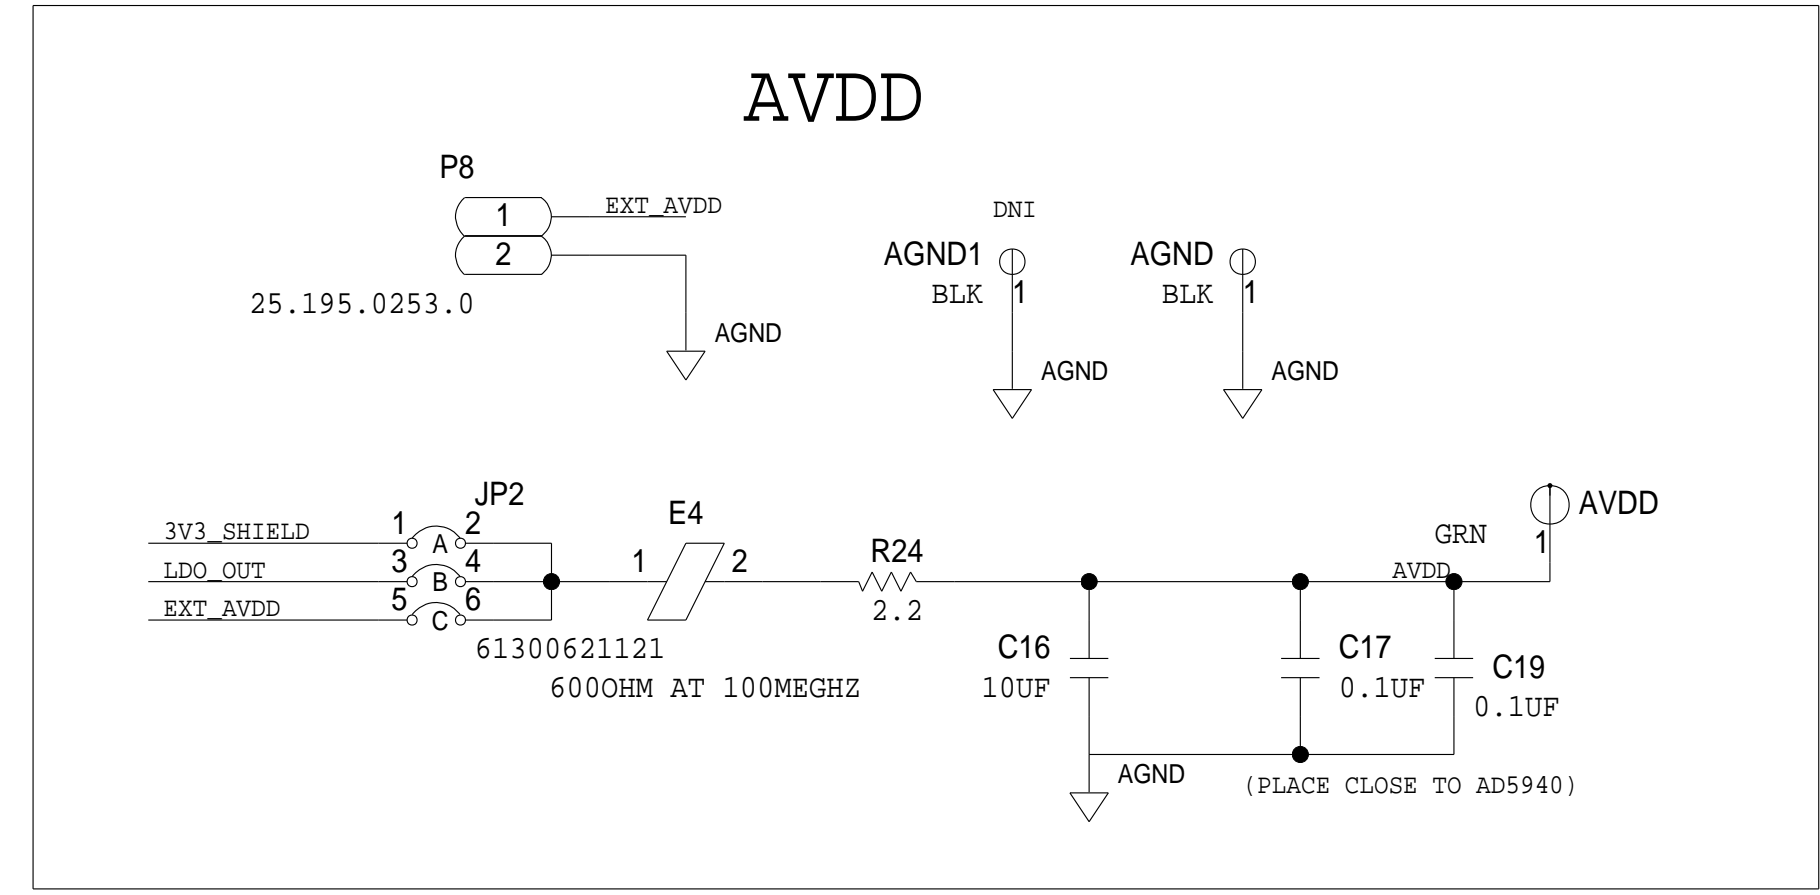 AVDD
P8
1 EXT_AVDD
2
25.195.0253.0
AGND
DNI
AGND1
BLK 1
AGND
AGND
BLK 1
AGND
JP2
3V3_SHIELD 1 A 2
LDO_OUT 3 B 4
EXT_AVDD 5 C 6
61300621121
E4
1 2
600OHM AT 100MEGHZ
R24
2.2
C16
10UF
C17
0.1UF
C19
0.1UF
AVDD
GRN 1
AVDD
AGND
(PLACE CLOSE TO AD5940)